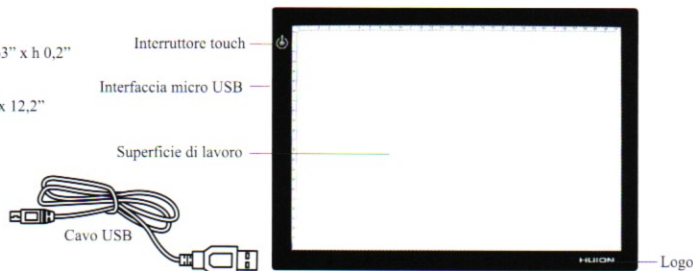 3” x h 0,2”
x 12,2”
Interruttore touch
Interfaccia micro USB
Superficie di lavoro
Cavo USB
HUION
Logo